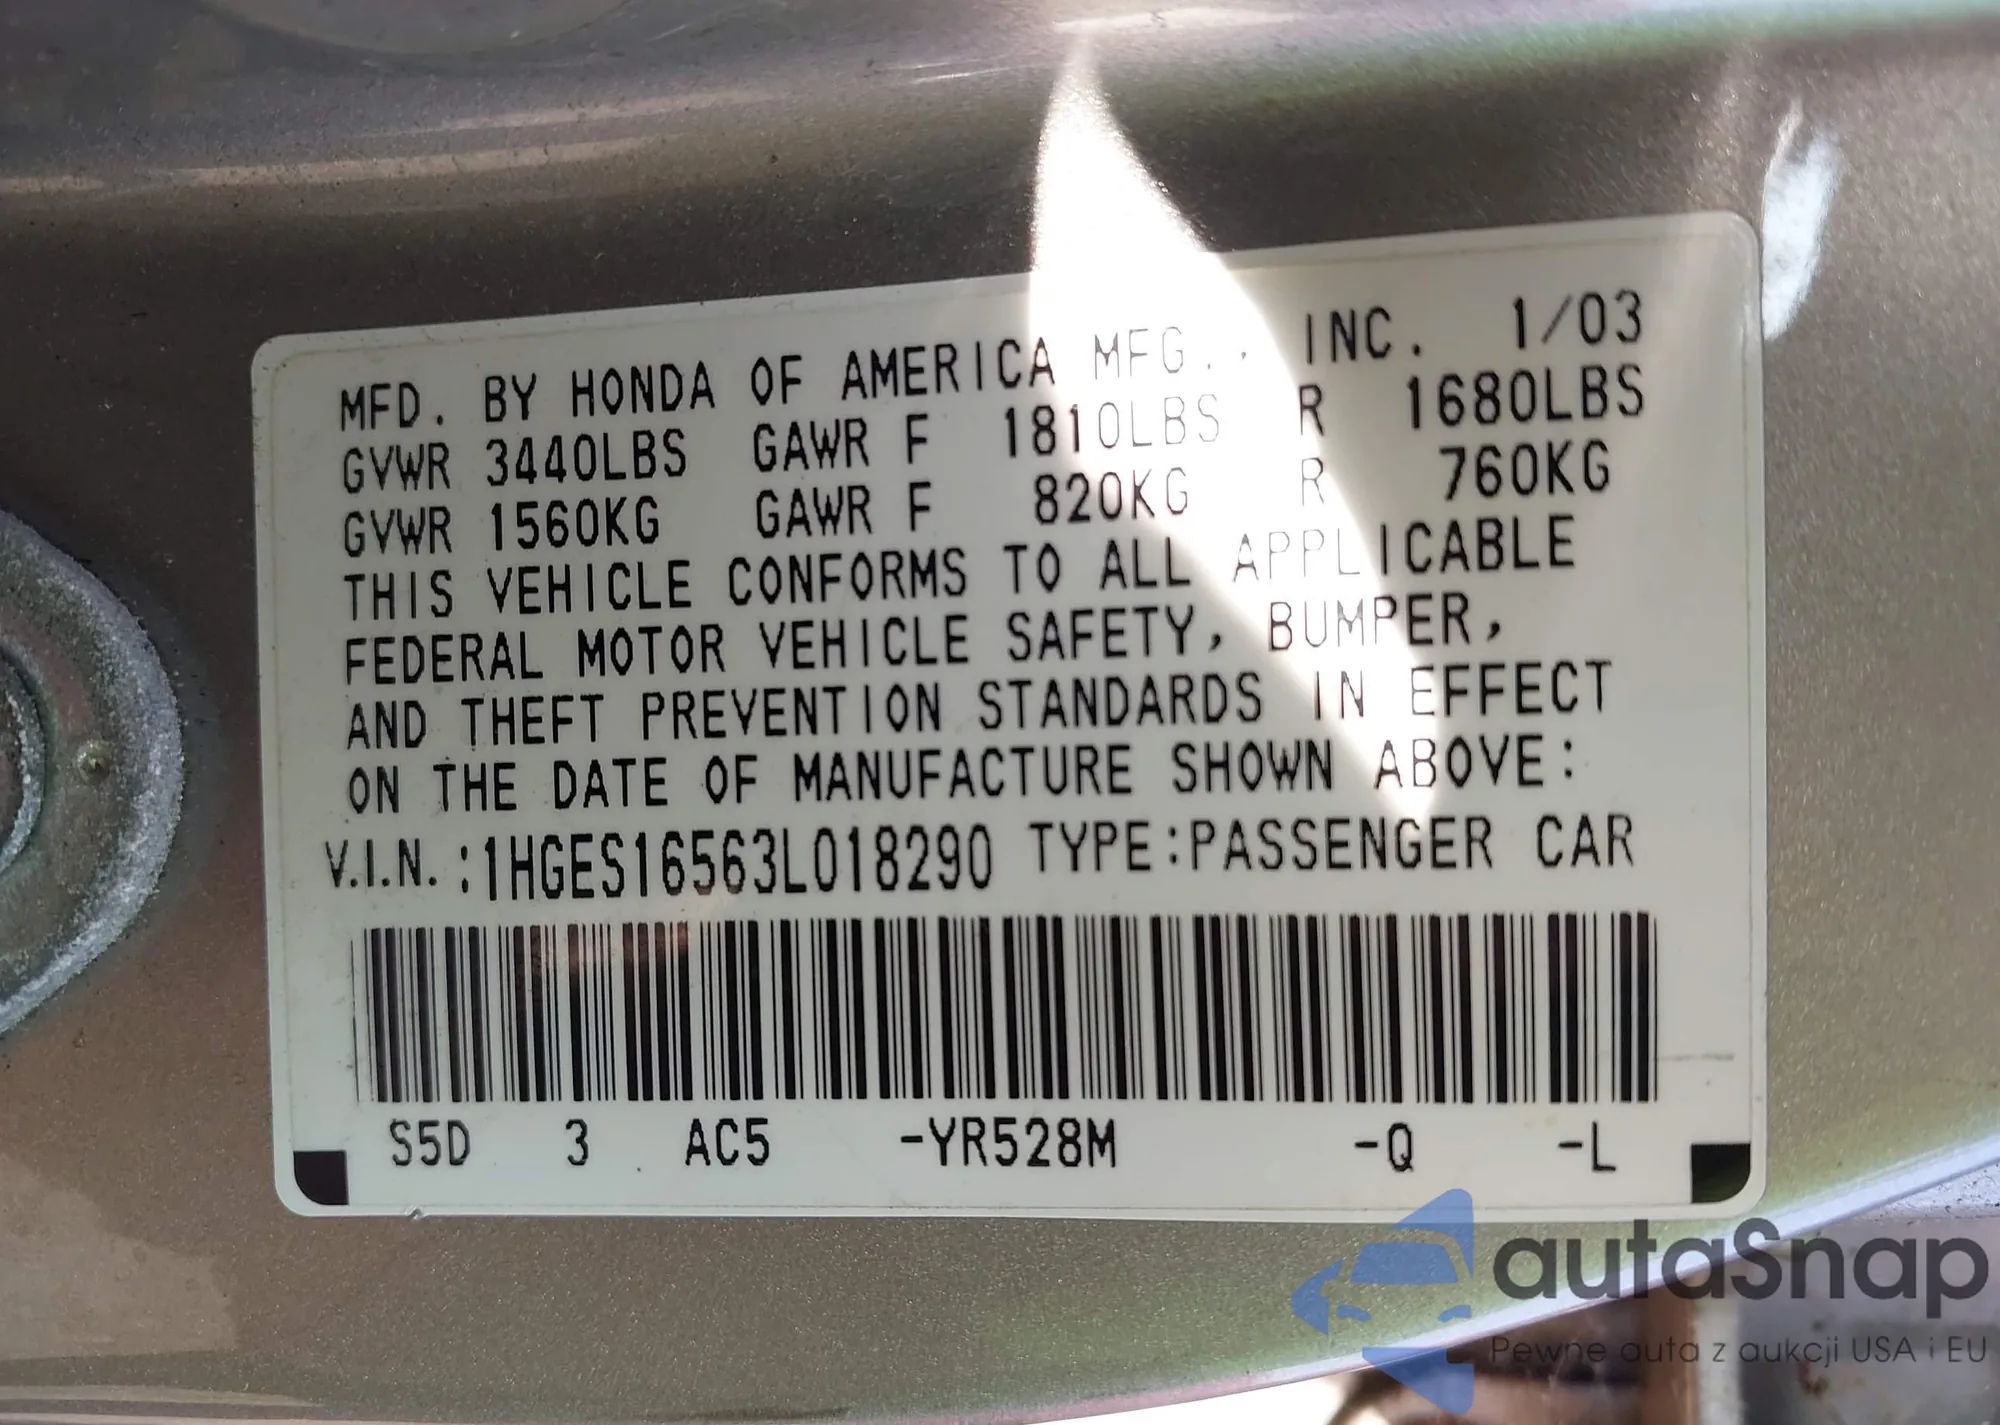 MFD. BY HONDA OF AMERICA MFG., INC. 1/03
GVWR 3440LBS GAWR F 1810LBS R 1680LBS
GVWR 1560KG GAWR F 820KG R 760KG
THIS VEHICLE CONFORMS TO ALL APPLICABLE
FEDERAL MOTOR VEHICLE SAFETY, BUMPER,
AND THEFT PREVENTION STANDARDS IN EFFECT
ON THE DATE OF MANUFACTURE SHOWN ABOVE:
V.I.N.:1HGES16563L018290 TYPE:PASSENGER CAR
S5D 3 AC5 -YR528M -Q -L
autaSnap
Pewne auta z aukcji USA i EU